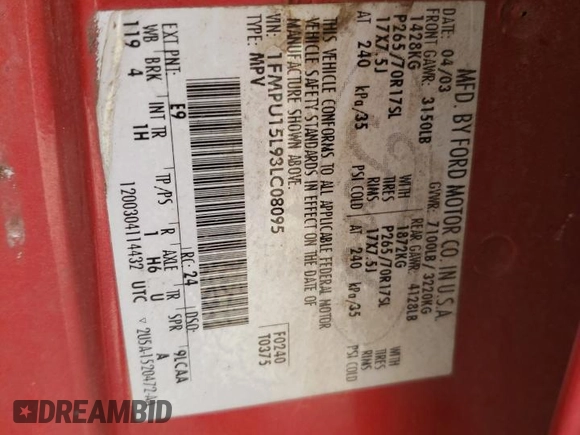 MFD. BY FORD MOTOR CO. IN U.S.A.
DATE: 04/03 GVWR: 7100LB/ 3220KG
FRONT GAWR: 3150LB REAR GAWR: 4128LB
1428KG WITH 1872KG WITH
P265/70R17SL TIRES P265/70R17SL TIRES
17X7.5J RIMS 17X7.5J RIMS
AT 240 kPa/35 PSI COLD AT 240 kPa/35 PSI COLD
THIS VEHICLE CONFORMS TO ALL APPLICABLE FEDERAL MOTOR
VEHICLE SAFETY STANDARDS IN EFFECT ON THE DATE OF
MANUFACTURE SHOWN ABOVE.
VIN: 1FMPU15L93LC08095
TYPE: MPV
F0240
T0375
EXT PNT: E9 RC: 24 DSO:
WB BRK INT TR TP/PS R AXLE TR SPR
119 4 1H 1 H6 U 9LCAA
1200304114432 UTC
DREAMBID